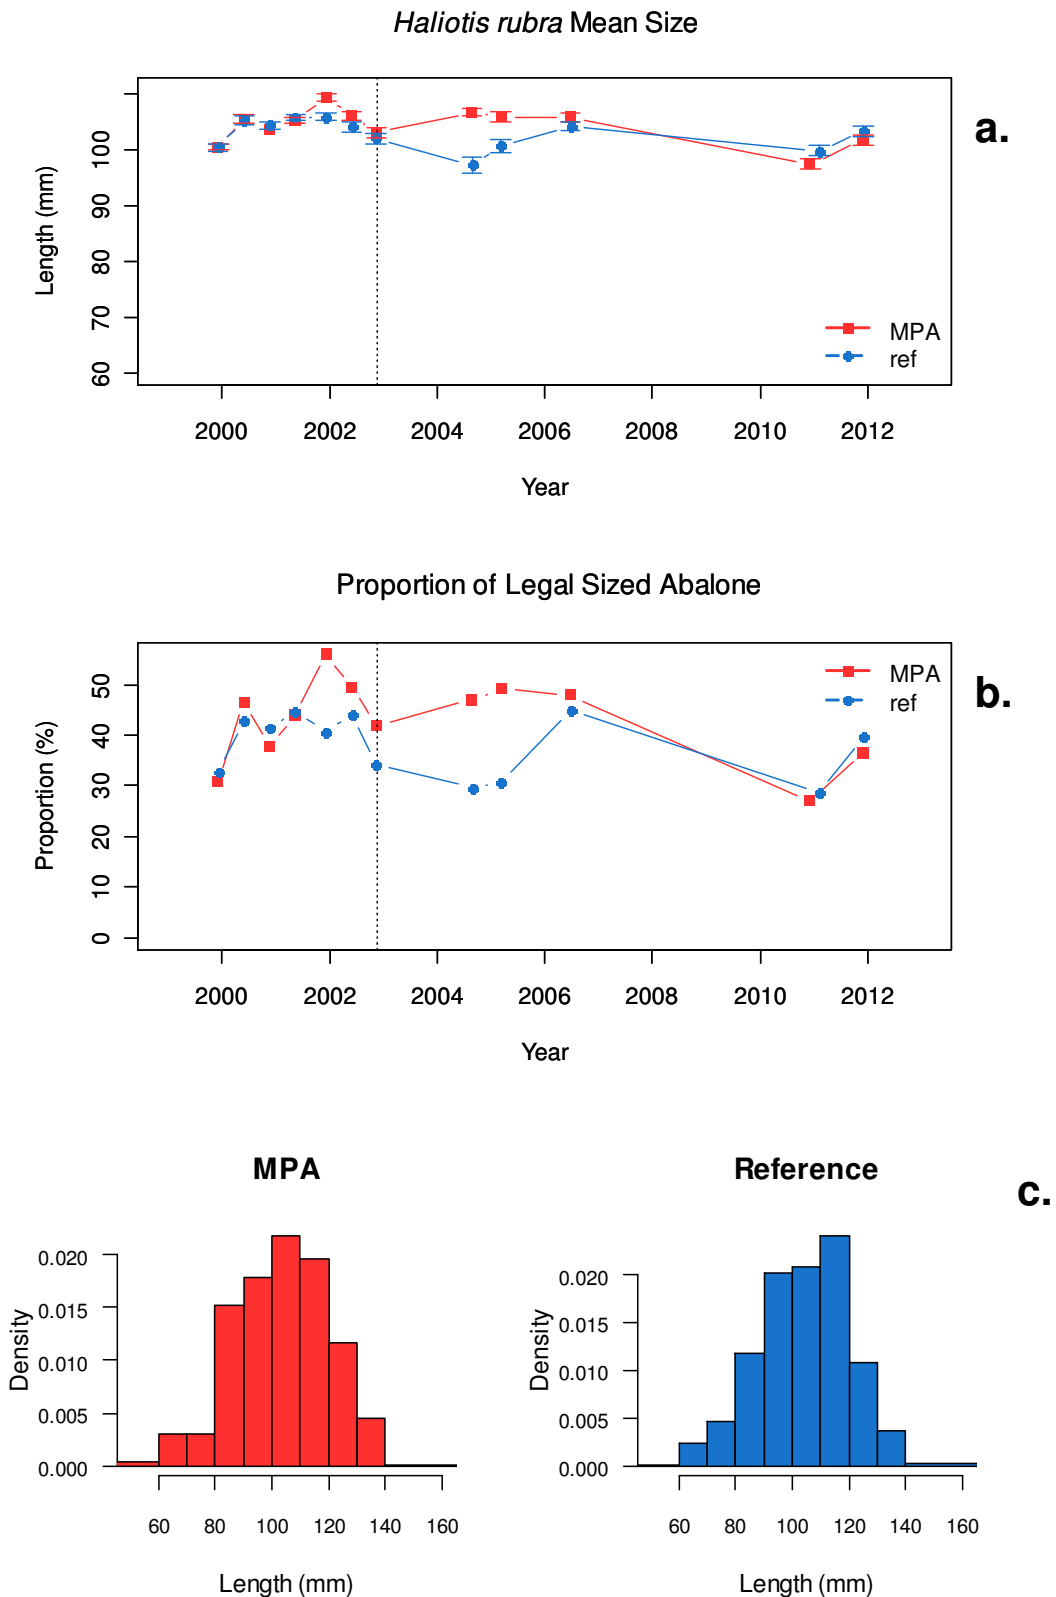 Haliotis rubra Mean Size
a.
Length (mm)
100
90
80
70
60
MPA
ref
2000 2002 2004 2006 2008 2010 2012
Year
Proportion of Legal Sized Abalone
b.
Proportion (%)
50
40
30
20
10
0
MPA
ref
2000 2002 2004 2006 2008 2010 2012
Year
c.
MPA
Density
0.020
0.015
0.010
0.005
0.000
60 80 100 120 140 160
Length (mm)
Reference
Density
0.020
0.015
0.010
0.005
0.000
60 80 100 120 140 160
Length (mm)